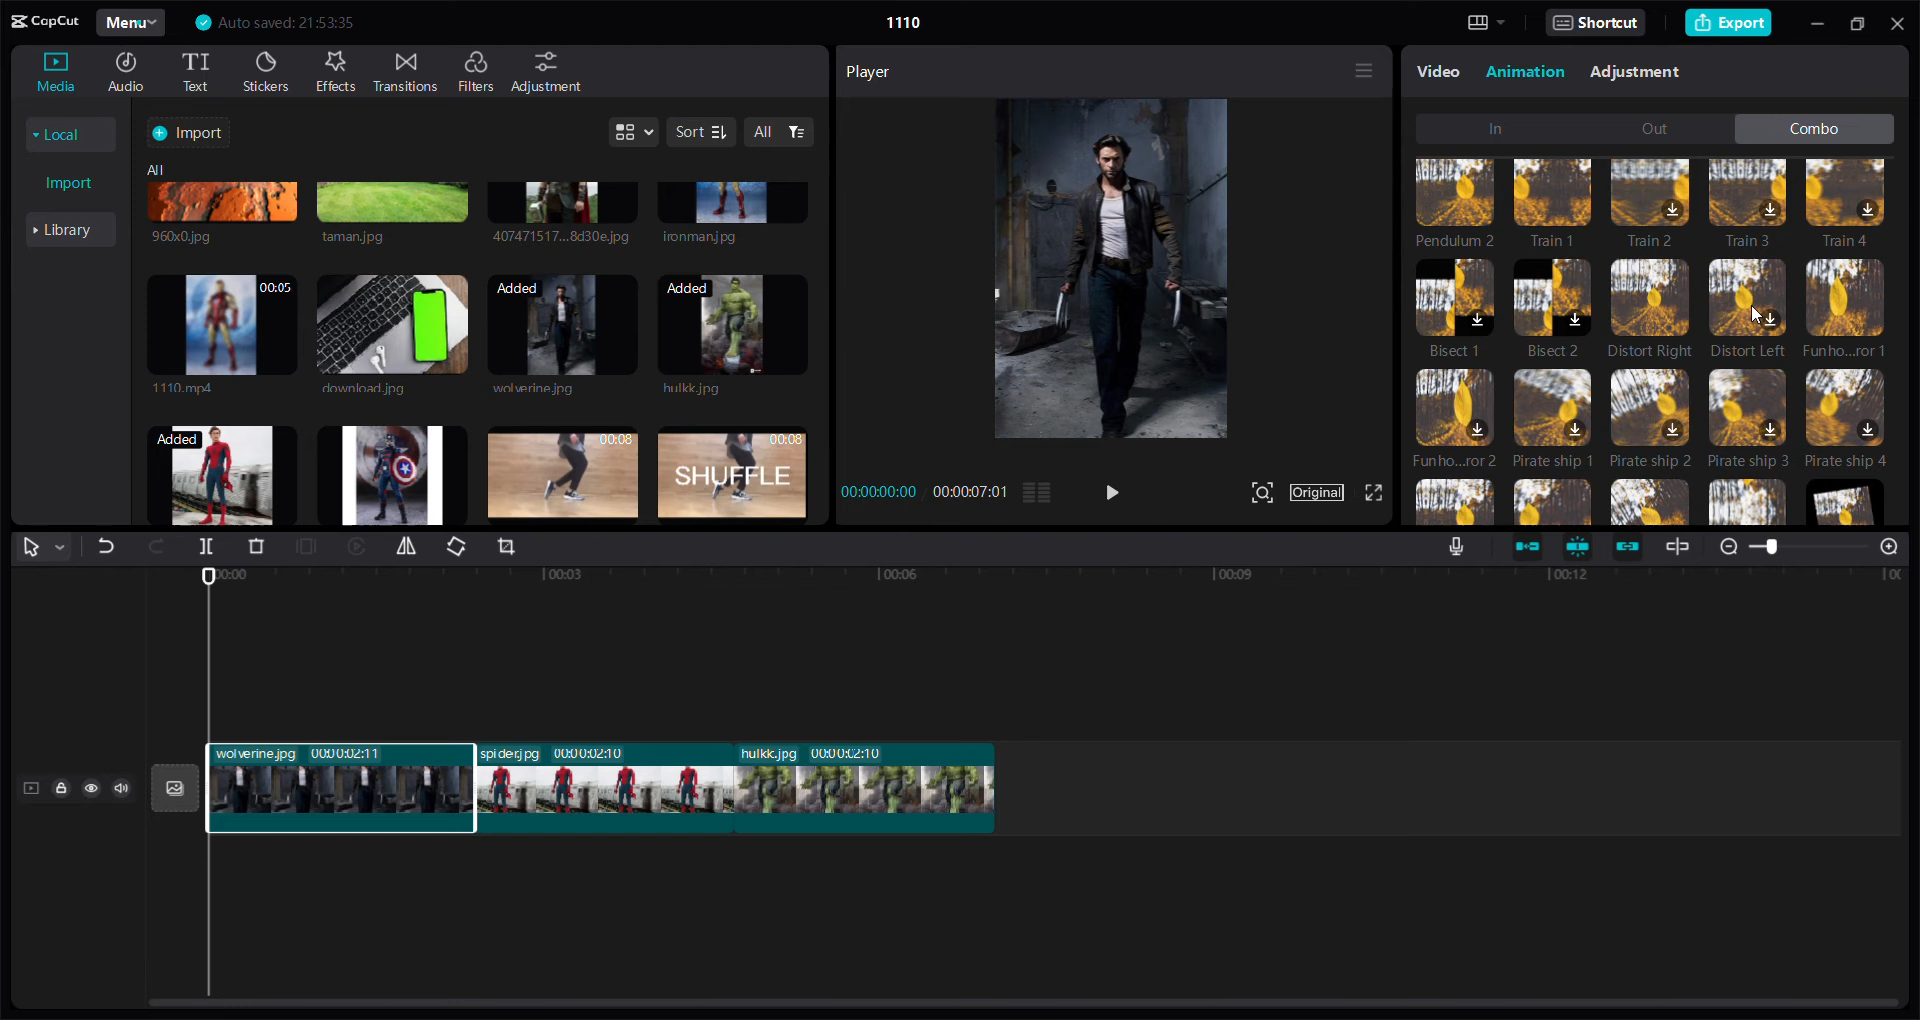 CapCut
Menu
Auto saved: 21:53:35
1110
Shortcut
Export
Media
Audio
Text
Stickers
Effects
Transitions
Filters
Adjustment
Local
Import
Library
Import
Sort
All
All
960x0.jpg
taman.jpg
407471517...8d30e.jpg
ironman.jpg
00:05
Added
Added
1110.mp4
download.jpg
wolverine.jpg
hulkk.jpg
Added
00:08
00:08
SHUFFLE
Player
00:00:00:00
00:00:07:01
Original
Video
Animation
Adjustment
In
Out
Combo
Pendulum 2
Train 1
Train 2
Train 3
Train 4
Bisect 1
Bisect 2
Distort Right
Distort Left
Funho...ror 1
Funho...ror 2
Pirate ship 1
Pirate ship 2
Pirate ship 3
Pirate ship 4
00:00
00:03
00:06
00:09
00:12
wolverine.jpg 00:00:02:11
spider.jpg 00:00:02:10
hulkk.jpg 00:00:02:10